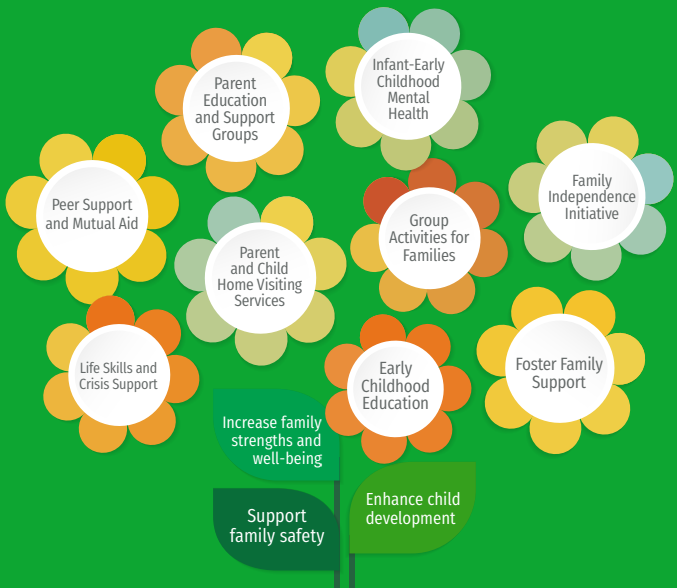 Parent
Education
and Support
Groups
Infant-Early
Childhood
Mental
Health
Peer Support
and Mutual Aid
Family
Independence
Initiative
Group
Activities for
Families
Parent
and Child
Home Visiting
Services
Life Skills and
Crisis Support
Early
Childhood
Education
Foster Family
Support
Increase family
strengths and
well-being
Enhance child
development
Support
family safety